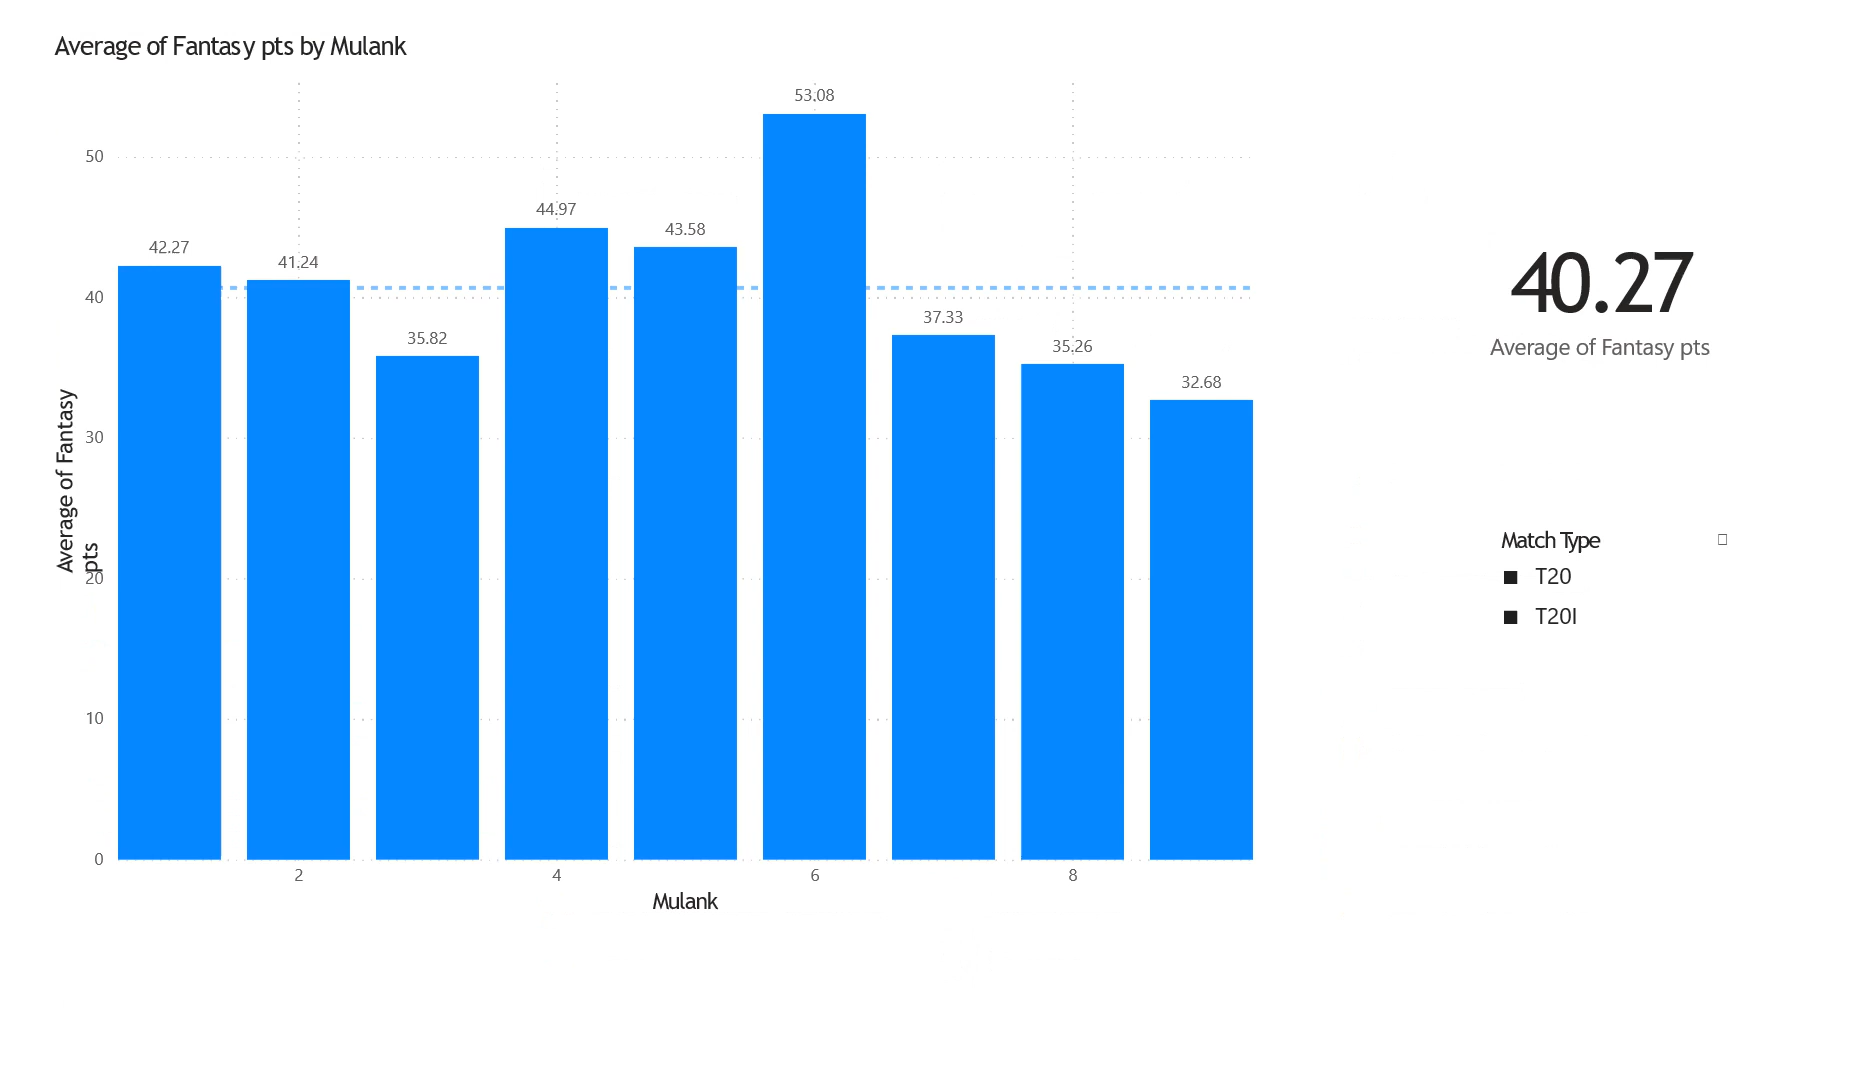 Average of Fantasy pts by Mulank
53.08
50
44.97
43.58
42.27
41.24
40
37.33
35.82
35.26
32.68
30
20
10
0
Average of Fantasy
pts
2
4
6
8
Mulank
40.27
Average of Fantasy pts
Match Type
T20
T20I